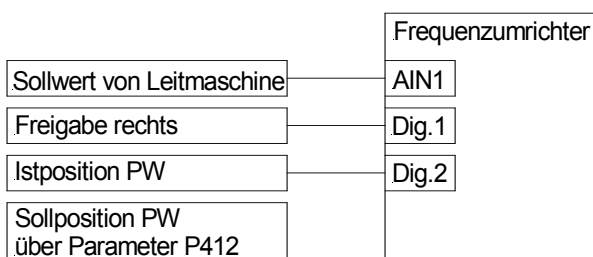 Frequenzumrichter
Sollwert von Leitmaschine AIN1
Freigabe rechts Dig.1
Istposition PW Dig.2
Sollposition PW
über Parameter P412